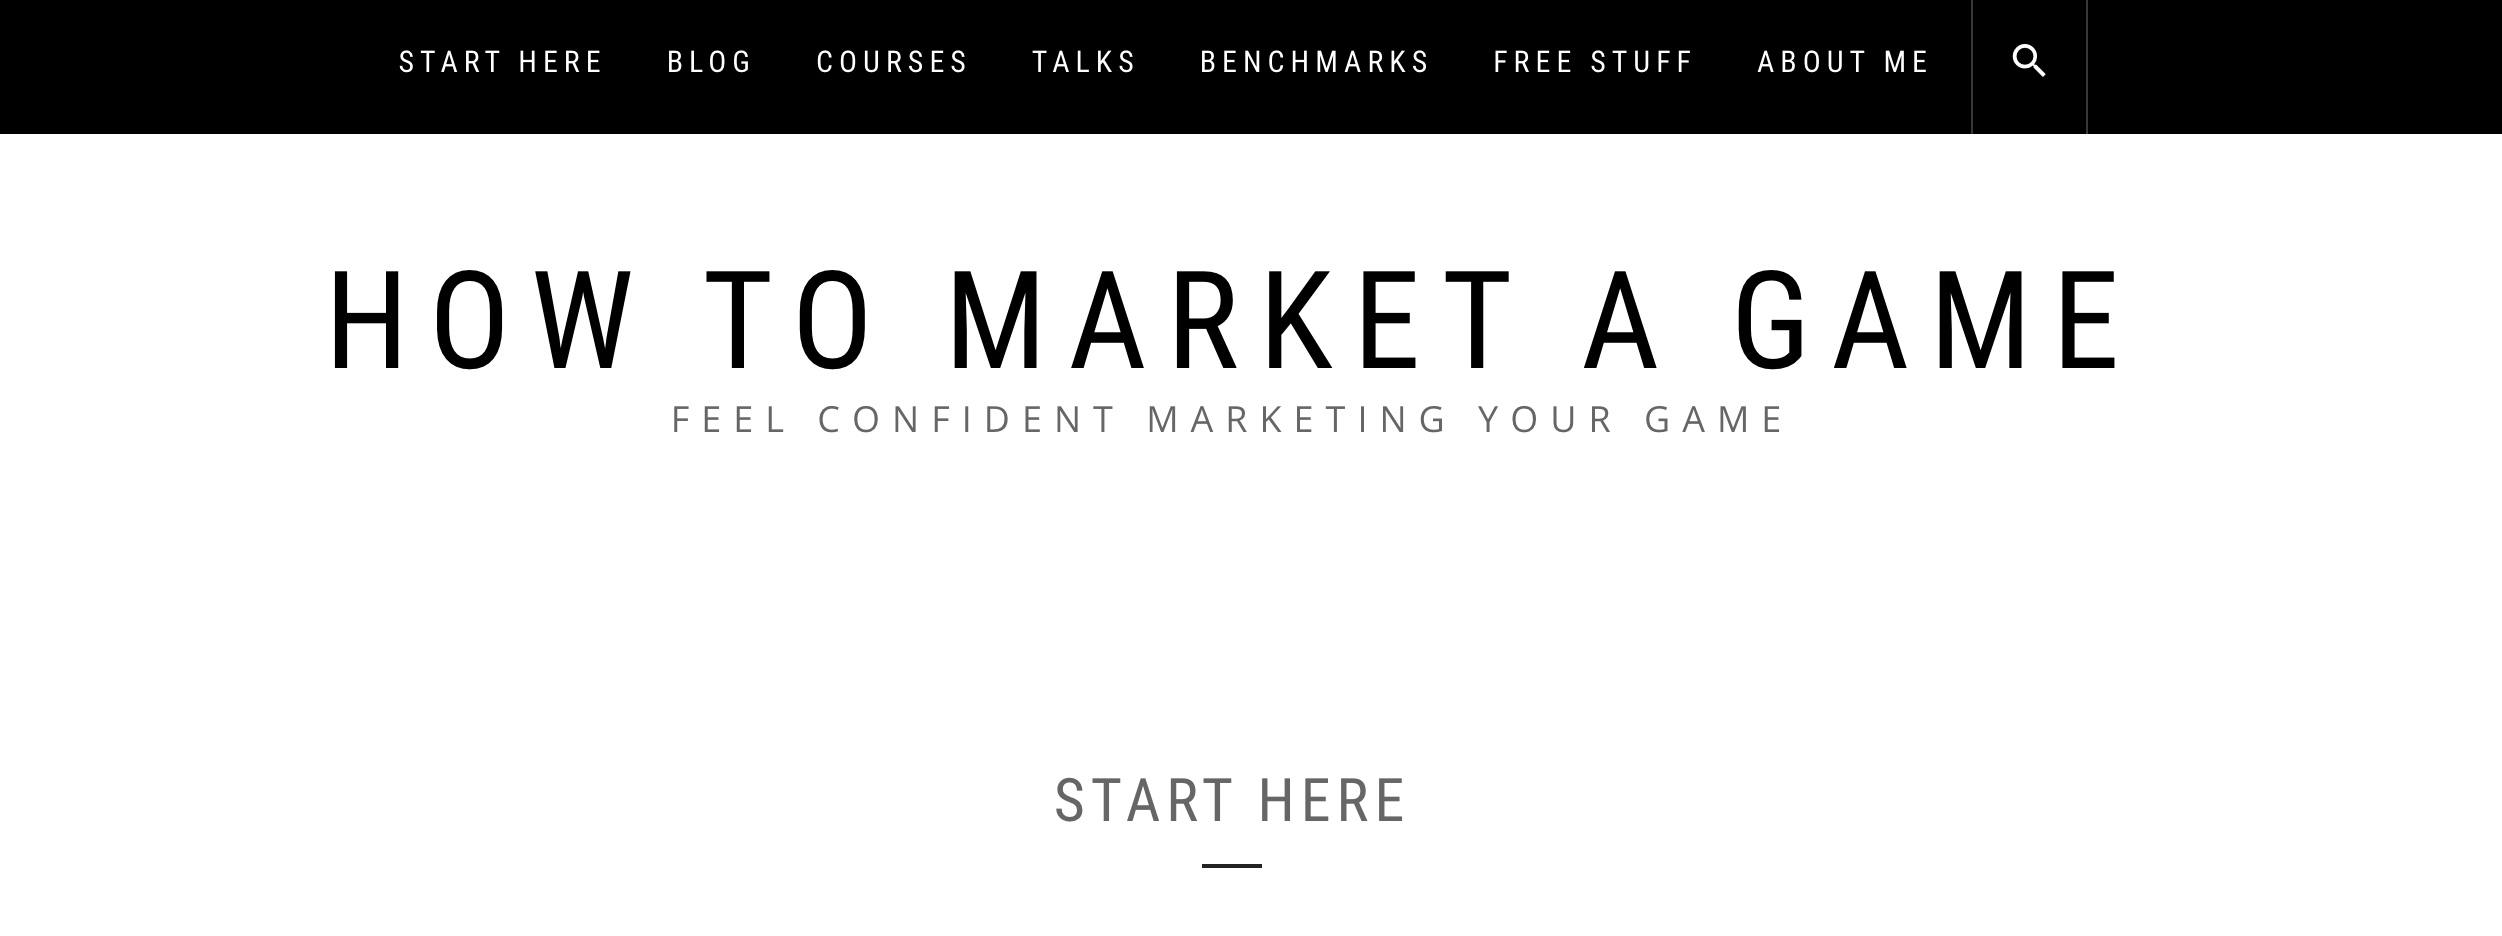 START HERE BLOG COURSES TALKS BENCHMARKS FREE STUFF ABOUT ME
HOW TO MARKET A GAME
FEEL CONFIDENT MARKETING YOUR GAME
START HERE